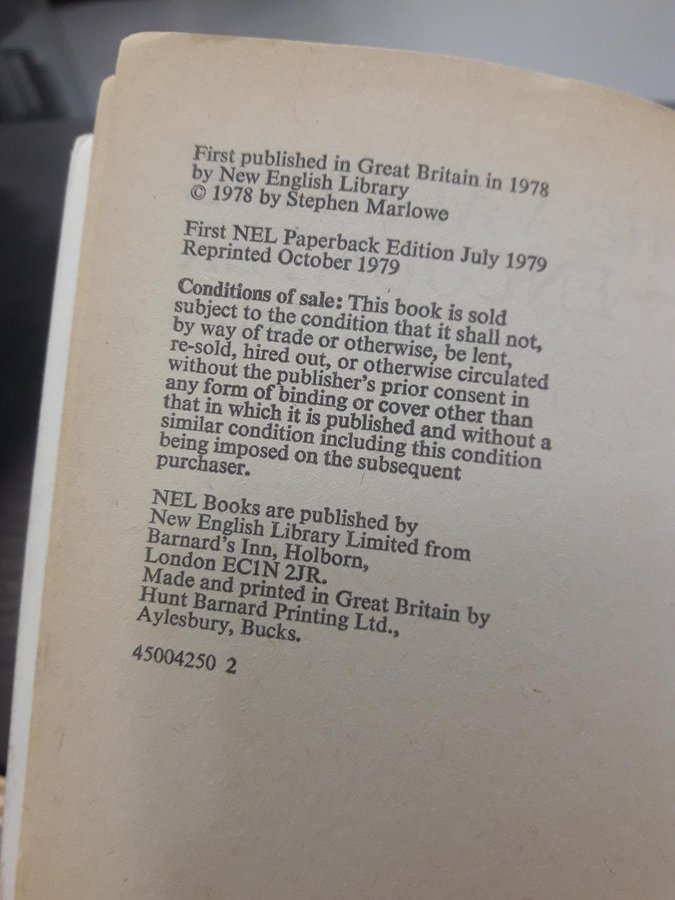 First published in Great Britain in 1978
by New English Library
© 1978 by Stephen Marlowe
First NEL Paperback Edition July 1979
Reprinted October 1979
Conditions of sale: This book is sold
subject to the condition that it shall not,
by way of trade or otherwise, be lent,
re-sold, hired out, or otherwise circulated
without the publisher's prior consent in
any form of binding or cover other than
that in which it is published and without a
similar condition including this condition
being imposed on the subsequent
purchaser.
NEL Books are published by
New English Library Limited from
Barnard's Inn, Holborn,
London EC1N 2JR.
Made and printed in Great Britain by
Hunt Barnard Printing Ltd.,
Aylesbury, Bucks.
45004250 2